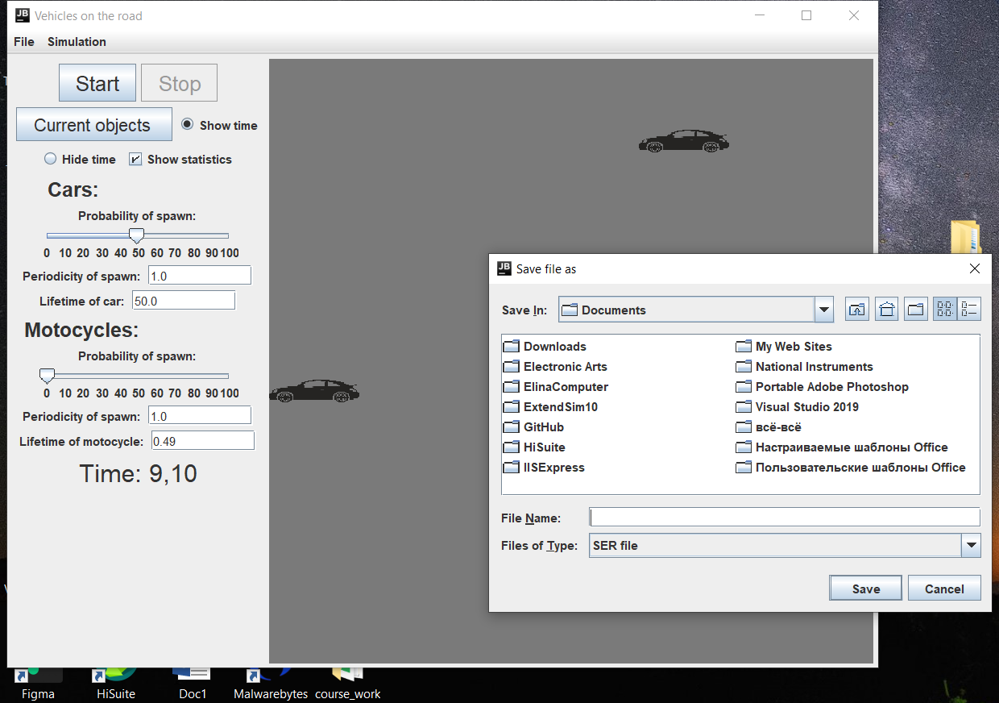 JB Vehicles on the road
File Simulation
Start Stop
Current objects Show time
Hide time Show statistics
Cars:
Probability of spawn:
0 10 20 30 40 50 60 70 80 90 100
Periodicity of spawn: 1.0
Lifetime of car: 50.0
Motocycles:
Probability of spawn:
0 10 20 30 40 50 60 70 80 90 100
Periodicity of spawn: 1.0
Lifetime of motocycle: 0.49
Time: 9,10
JB Save file as
Save In: Documents
Downloads
Electronic Arts
ElinaComputer
ExtendSim10
GitHub
HiSuite
IISExpress
My Web Sites
National Instruments
Portable Adobe Photoshop
Visual Studio 2019
всё-всё
Настраиваемые шаблоны Office
Пользовательские шаблоны Office
File Name:
Files of Type: SER file
Save Cancel
Figma HiSuite Doc1 Malwarebytes course_work